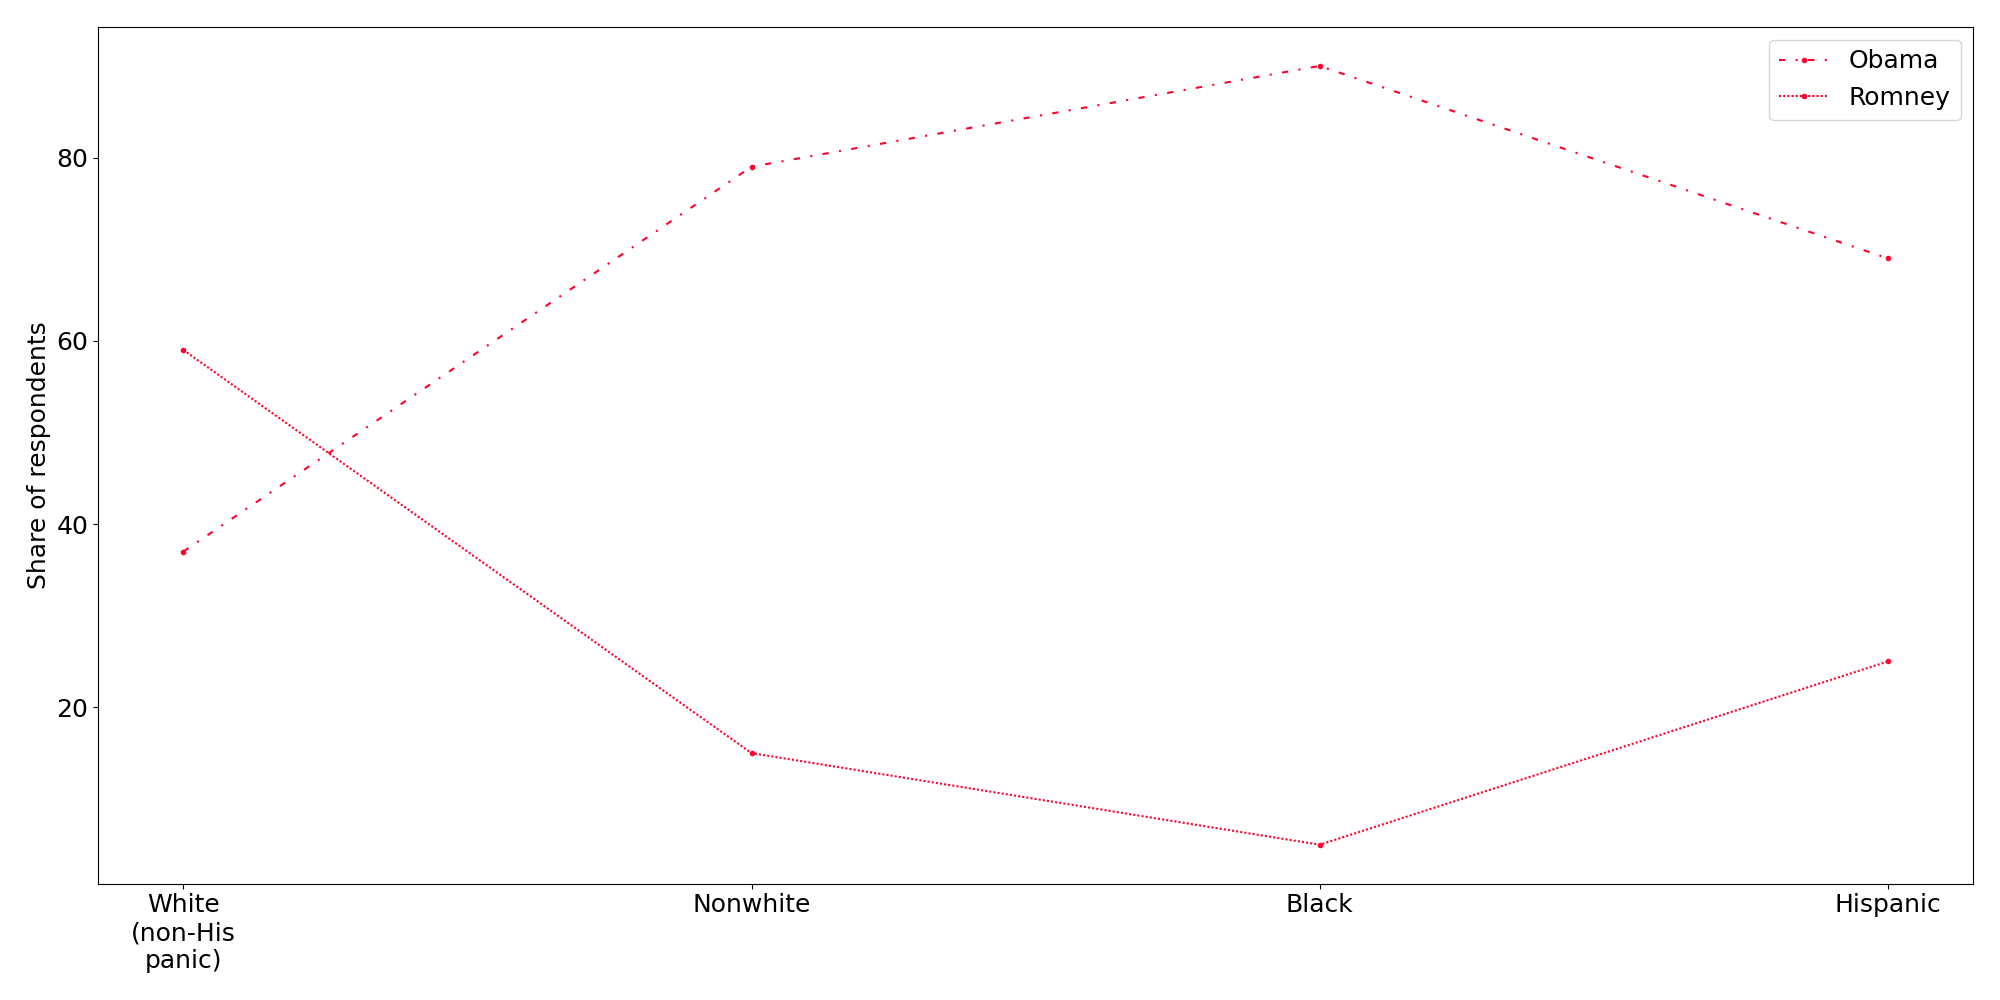 Obama
Romney
Share of respondents
80
60
40
20
White
(non-His
panic)
Nonwhite
Black
Hispanic